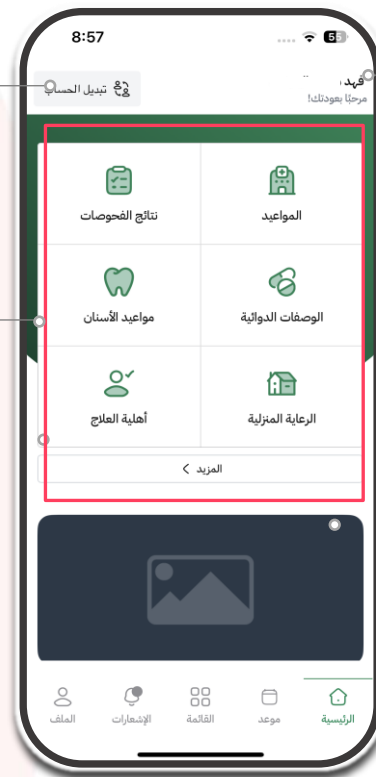 8:57
55
فهد
مرحبًا بعودتك!
تبديل الحساب
المواعيد
نتائج الفحوصات
الوصفات الدوائية
مواعيد الأسنان
الرعاية المنزلية
أهلية العلاج
المزيد
الرئيسية
موعد
القائمة
الإشعارات
الملف